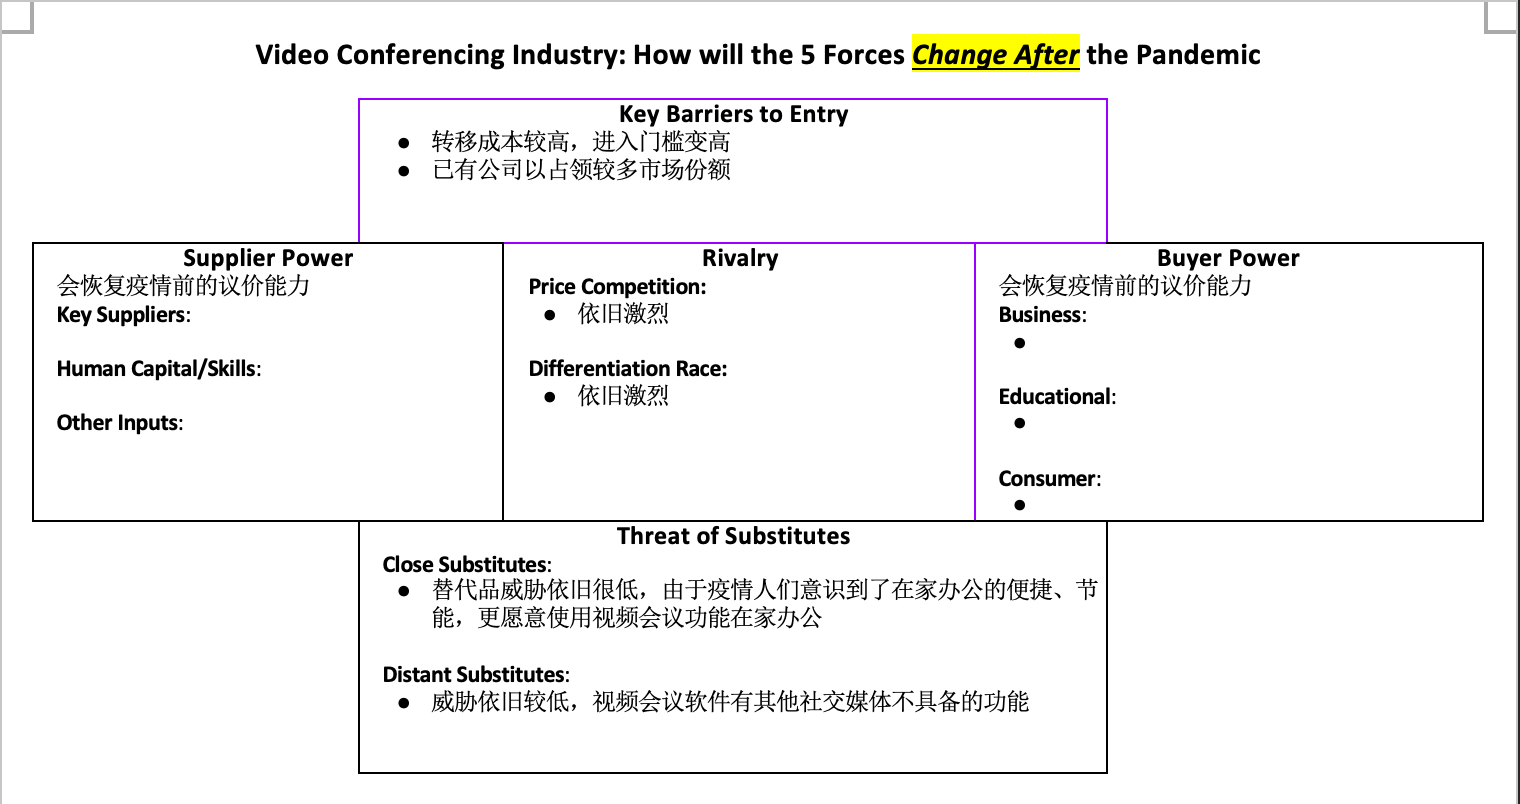 Video Conferencing Industry: How will the 5 Forces Change After the Pandemic
Key Barriers to Entry
● 转移成本较高，进入门槛变高
● 已有公司以占领较多市场份额
Supplier Power
会恢复疫情前的议价能力
Key Suppliers:
Human Capital/Skills:
Other Inputs:
Rivalry
Price Competition:
● 依旧激烈
Differentiation Race:
● 依旧激烈
Buyer Power
会恢复疫情前的议价能力
Business:
●
Educational:
●
Consumer:
●
Threat of Substitutes
Close Substitutes:
● 替代品威胁依旧很低，由于疫情人们意识到了在家办公的便捷、节
能，更愿意使用视频会议功能在家办公
Distant Substitutes:
● 威胁依旧较低，视频会议软件有其他社交媒体不具备的功能